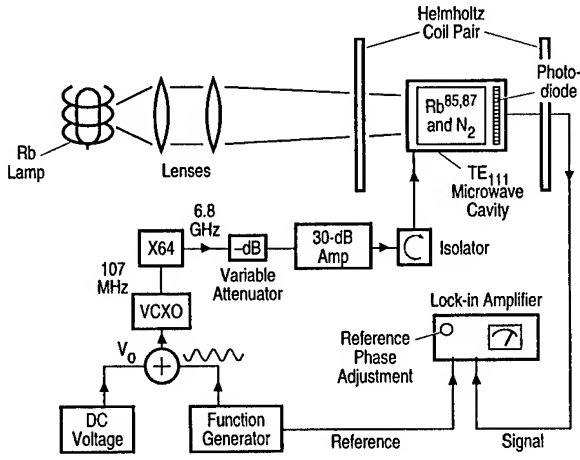 Helmholtz
Coil Pair
Photo-
diode
Rb85,87
and N2
Rb
Lamp
Lenses
TE111
Microwave
Cavity
6.8
GHz
X64
–dB
30-dB
Amp
Isolator
Variable
Attenuator
107
MHz
VCXO
Lock-in Amplifier
Reference
Phase
Adjustment
Vo
+
DC
Voltage
Function
Generator
Reference
Signal